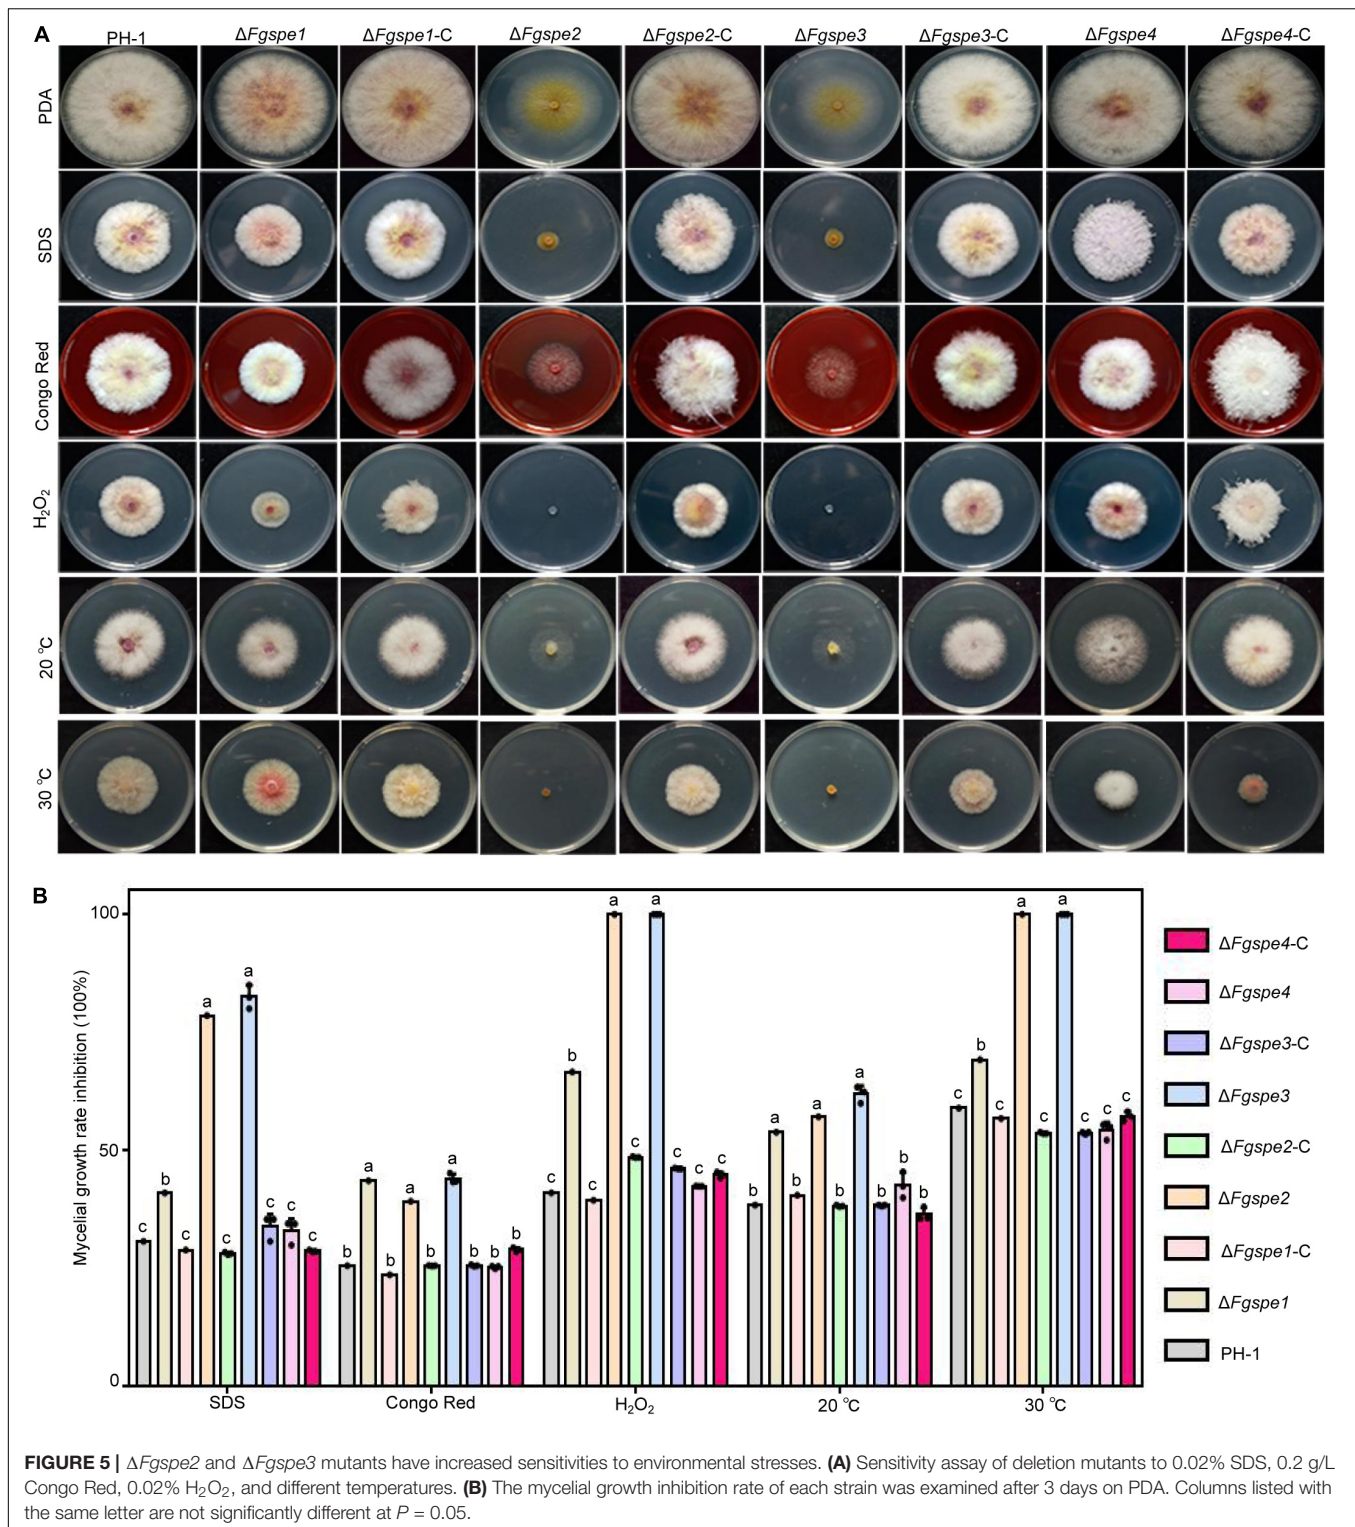 A
PH-1 ΔFgspe1 ΔFgspe1-C ΔFgspe2 ΔFgspe2-C ΔFgspe3 ΔFgspe3-C ΔFgspe4 ΔFgspe4-C
PDA
SDS
Congo Red
H₂O₂
20 °C
30 °C
B
Mycelial growth rate inhibition (100%)
100
50
0
c b c a c a c c c
b a b a b a b b b
c b c a c a c c c
b a b a b a b b b
c b c a c a c c c
SDS Congo Red H₂O₂ 20 °C 30 °C
ΔFgspe4-C
ΔFgspe4
ΔFgspe3-C
ΔFgspe3
ΔFgspe2-C
ΔFgspe2
ΔFgspe1-C
ΔFgspe1
PH-1
FIGURE 5 | ΔFgspe2 and ΔFgspe3 mutants have increased sensitivities to environmental stresses. (A) Sensitivity assay of deletion mutants to 0.02% SDS, 0.2 g/L
Congo Red, 0.02% H₂O₂, and different temperatures. (B) The mycelial growth inhibition rate of each strain was examined after 3 days on PDA. Columns listed with
the same letter are not significantly different at P = 0.05.